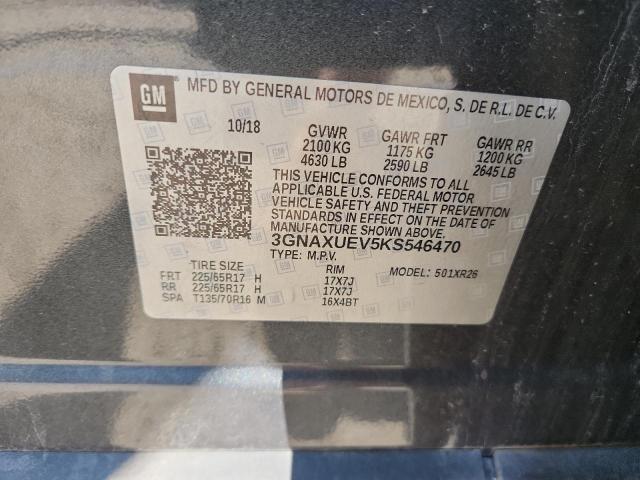 GM
MFD BY GENERAL MOTORS DE MEXICO, S. DE R.L. DE C.V.
10/18 GVWR GAWR FRT GAWR RR
2100 KG 1175 KG 1200 KG
4630 LB 2590 LB 2645 LB
THIS VEHICLE CONFORMS TO ALL
APPLICABLE U.S. FEDERAL MOTOR
VEHICLE SAFETY AND THEFT PREVENTION
STANDARDS IN EFFECT ON THE DATE OF
MANUFACTURE SHOWN ABOVE.
3GNAXUEV5KS546470
TYPE: M.P.V.
TIRE SIZE RIM MODEL: 501XR26
FRT 225/65R17 H 17X7J
RR 225/65R17 H 17X7J
SPA T135/70R16 M 16X4BT